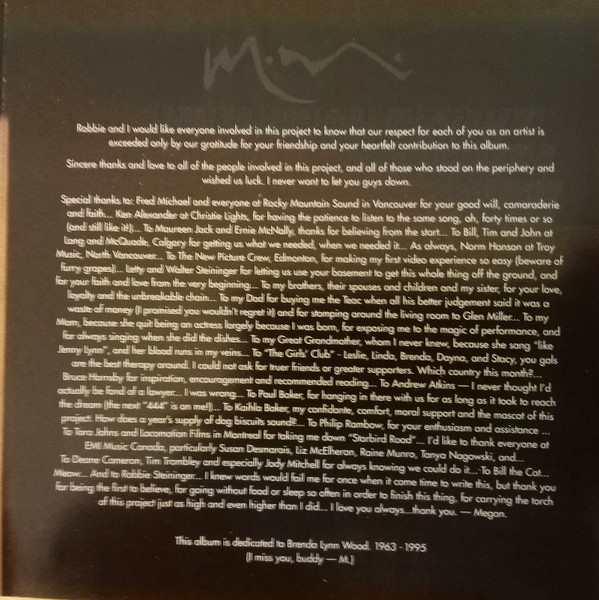 M.M.
Robbie and I would like everyone involved in this project to know that our respect for each of you as an artist is
exceeded only by our gratitude for your friendship and your heartfelt contribution to this album.
Sincere thanks and love to all of the people involved in this project, and all of those who stood on the periphery and
wished us luck. I never want to let you guys down.
Special thanks to: Fred Michael and everyone at Rocky Mountain Sound in Vancouver for your good will, camaraderie
and faith... Ken Alexander at Christie Lights, for having the patience to listen to the same song, oh, forty times or so
(and still like it!)... To Maureen Jack and Ernie McNally, thanks for believing from the start... To Bill, Tim and John at
Long and McQuade, Calgary for getting us what we needed, when we needed it... As always, Norm Hanson at Troy
Music, North Vancouver... To The New Picture Crew, Edmonton, for making my first video experience so easy (beware of
furry grapes)... Letty and Walter Steininger for letting us use your basement to get this whole thing off the ground, and
for your faith and love from the very beginning... To my brothers, their spouses and children and my sister, for your love,
loyalty and the unbreakable chain... To my Dad for buying me the Teac when all his better judgement said it was a
waste of money (I promised you wouldn't regret it) and for stomping around the living room to Glen Miller... To my
Mom, because she quit being an actress largely because I was born, for exposing me to the magic of performance, and
for always singing when she did the dishes... To my Great Grandmother, whom I never knew, because she song "like
Jenny Lynn", and her blood runs in my veins... To "The Girls' Club" - Leslie, Linda, Brenda, Dayna, and Stacy, you gals
are the best therapy around. I could not ask for truer friends or greater supporters. Which country this month?...
Bruce Hornsby for inspiration, encouragement and recommended reading... To Andrew Atkins — I never thought I'd
actually be fond of a lawyer... I was wrong... To Paul Baker, for hanging in there with us for as long as it took to reach
the dream (the next "444" is on me!)... To Kaihla Baker, my confidante, comfort, moral support and the mascot of this
project. How does a year's supply of dog biscuits sound?... To Philip Rambow, for your enthusiasm and assistance ...
To Tara Johns and Locomotion Films in Montreal for taking me down "Starbird Road"... I'd like to thank everyone at
EMI Music Canada, particularly Susan Desmarais, Liz McElheran, Raine Munro, Tanya Nagowski, and...
To Deane Cameron, Tim Trombley and especially Jody Mitchell for always knowing we could do it... To Bill the Cat...
Meow... And to Robbie Steininger... I knew words would fail me for once when it came time to write this, but thank you
for being the first to believe, for going without food or sleep so often in order to finish this thing, for carrying the torch
of this project just as high and even higher than I did... I love you always...thank you. — Megan.
This album is dedicated to Brenda Lynn Wood. 1963 - 1995
(I miss you, buddy — M.)